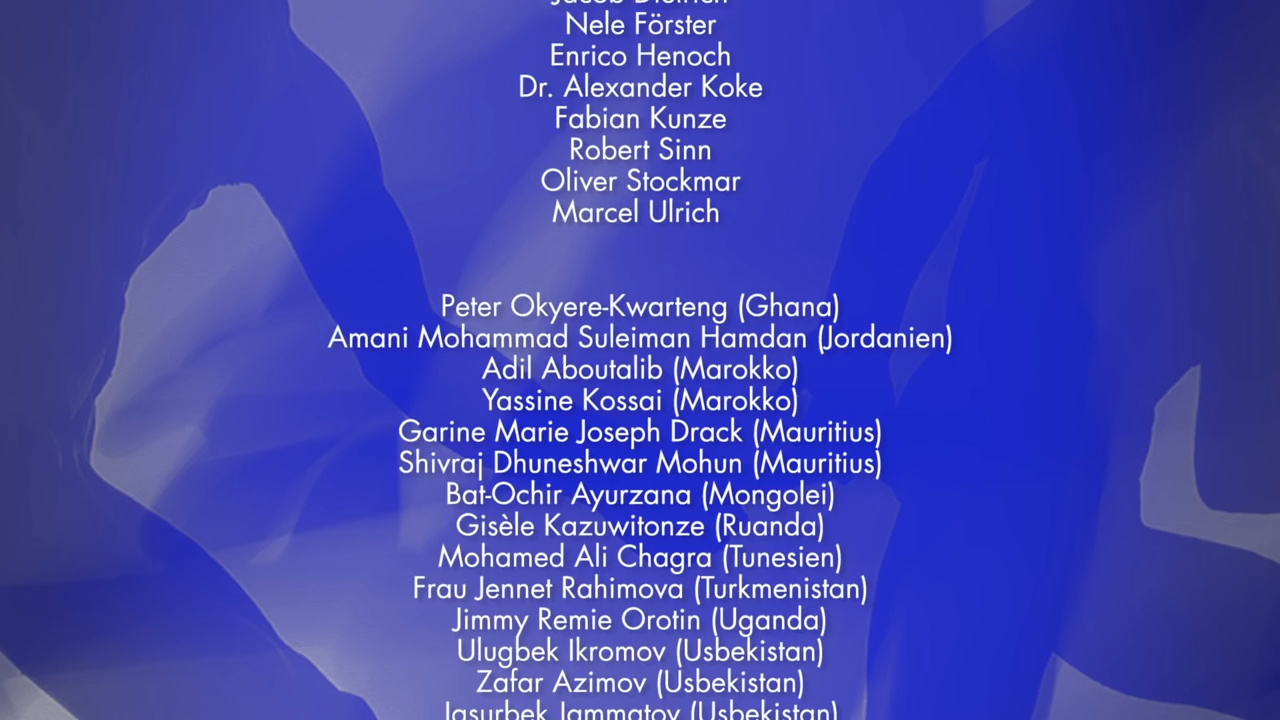 Nele Förster
Enrico Henoch
Dr. Alexander Koke
Fabian Kunze
Robert Sinn
Oliver Stockmar
Marcel Ulrich
Peter Okyere-Kwarteng (Ghana)
Amani Mohammad Suleiman Hamdan (Jordanien)
Adil Aboutalib (Marokko)
Yassine Kossai (Marokko)
Garine Marie Joseph Drack (Mauritius)
Shivraj Dhuneshwar Mohun (Mauritius)
Bat-Ochir Ayurzana (Mongolei)
Gisèle Kazuwitonze (Ruanda)
Mohamed Ali Chagra (Tunesien)
Frau Jennet Rahimova (Turkmenistan)
Jimmy Remie Orotin (Uganda)
Ulugbek Ikromov (Usbekistan)
Zafar Azimov (Usbekistan)
Jasurbek Jammatov (Usbekistan)